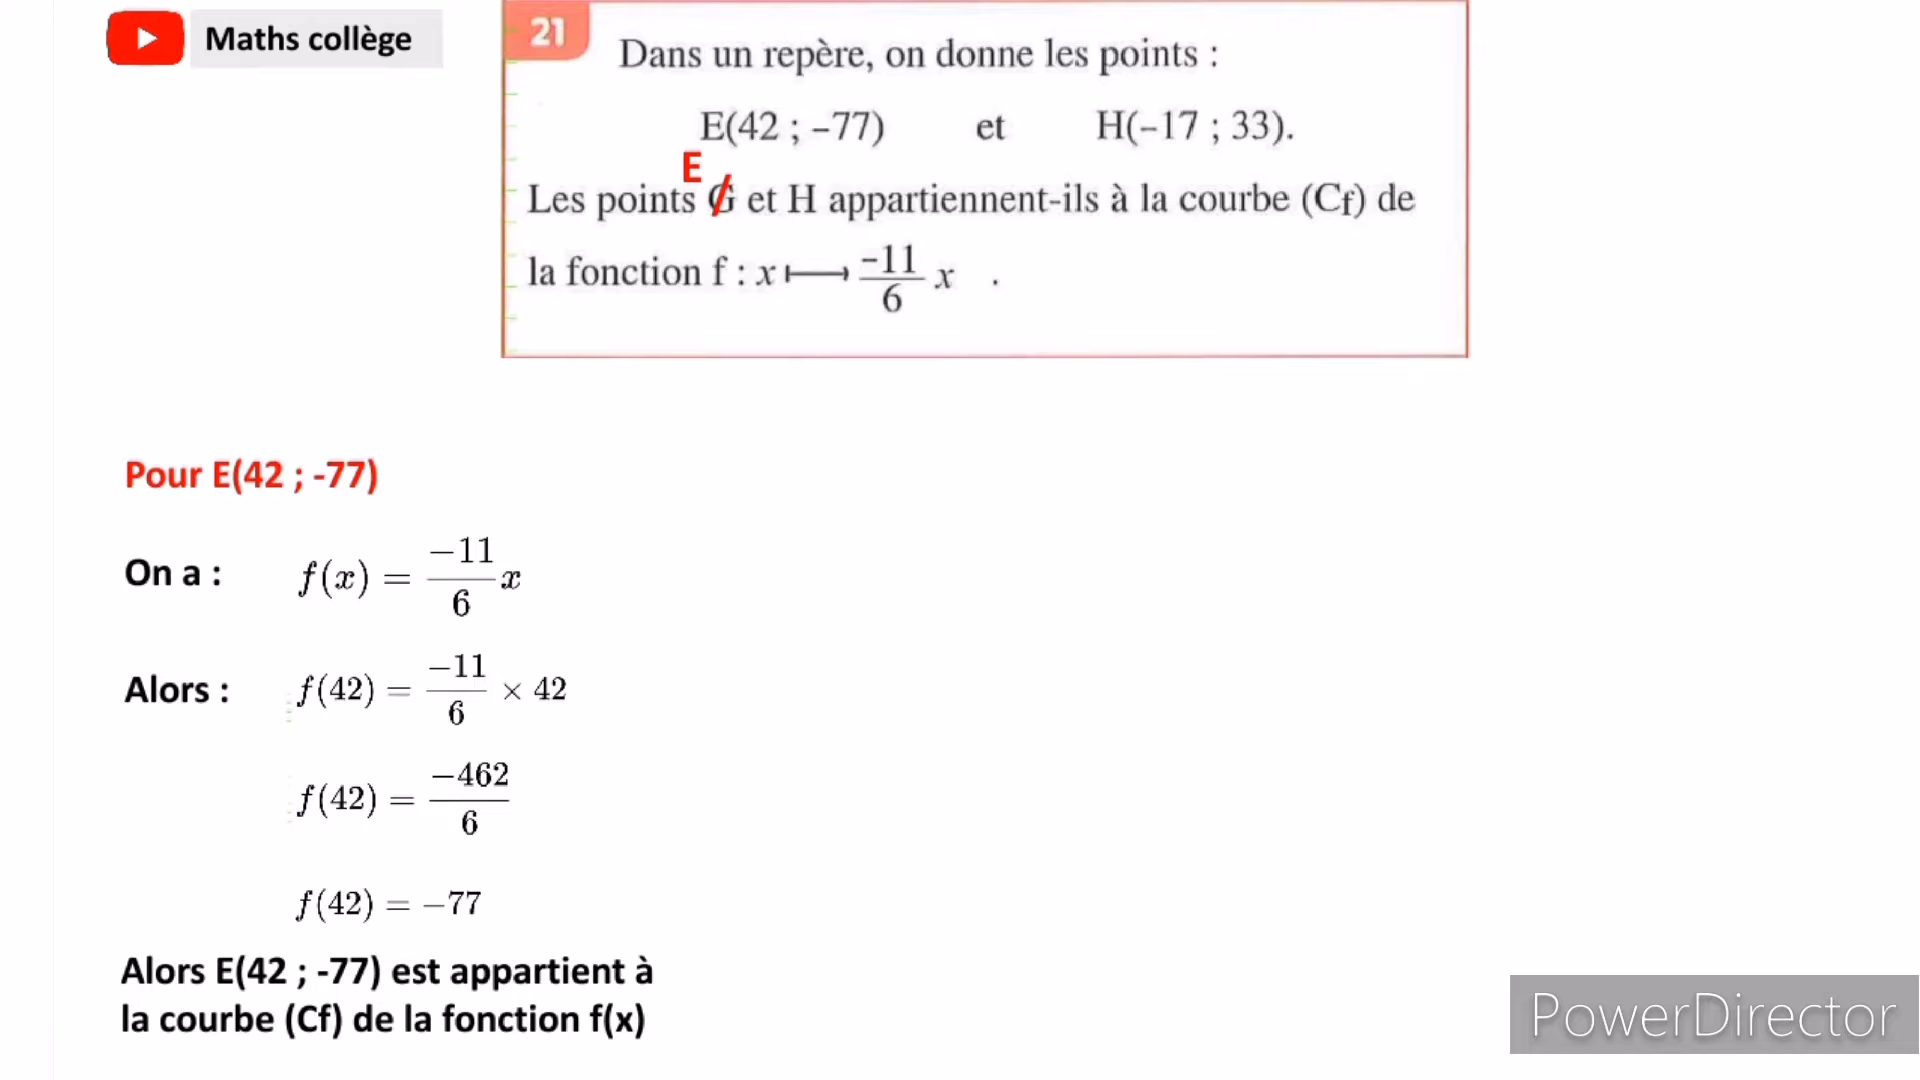 Maths collège
21
Dans un repère, on donne les points :
E(42 ; –77) et H(–17 ; 33).
E
Les points G et H appartiennent-ils à la courbe (Cf) de
la fonction f : x ⟼ –11/6 x .
Pour E(42 ; -77)
On a : f(x) = −11/6 x
Alors : f(42) = −11/6 × 42
f(42) = −462/6
f(42) = −77
Alors E(42 ; -77) est appartient à
la courbe (Cf) de la fonction f(x)
PowerDirector